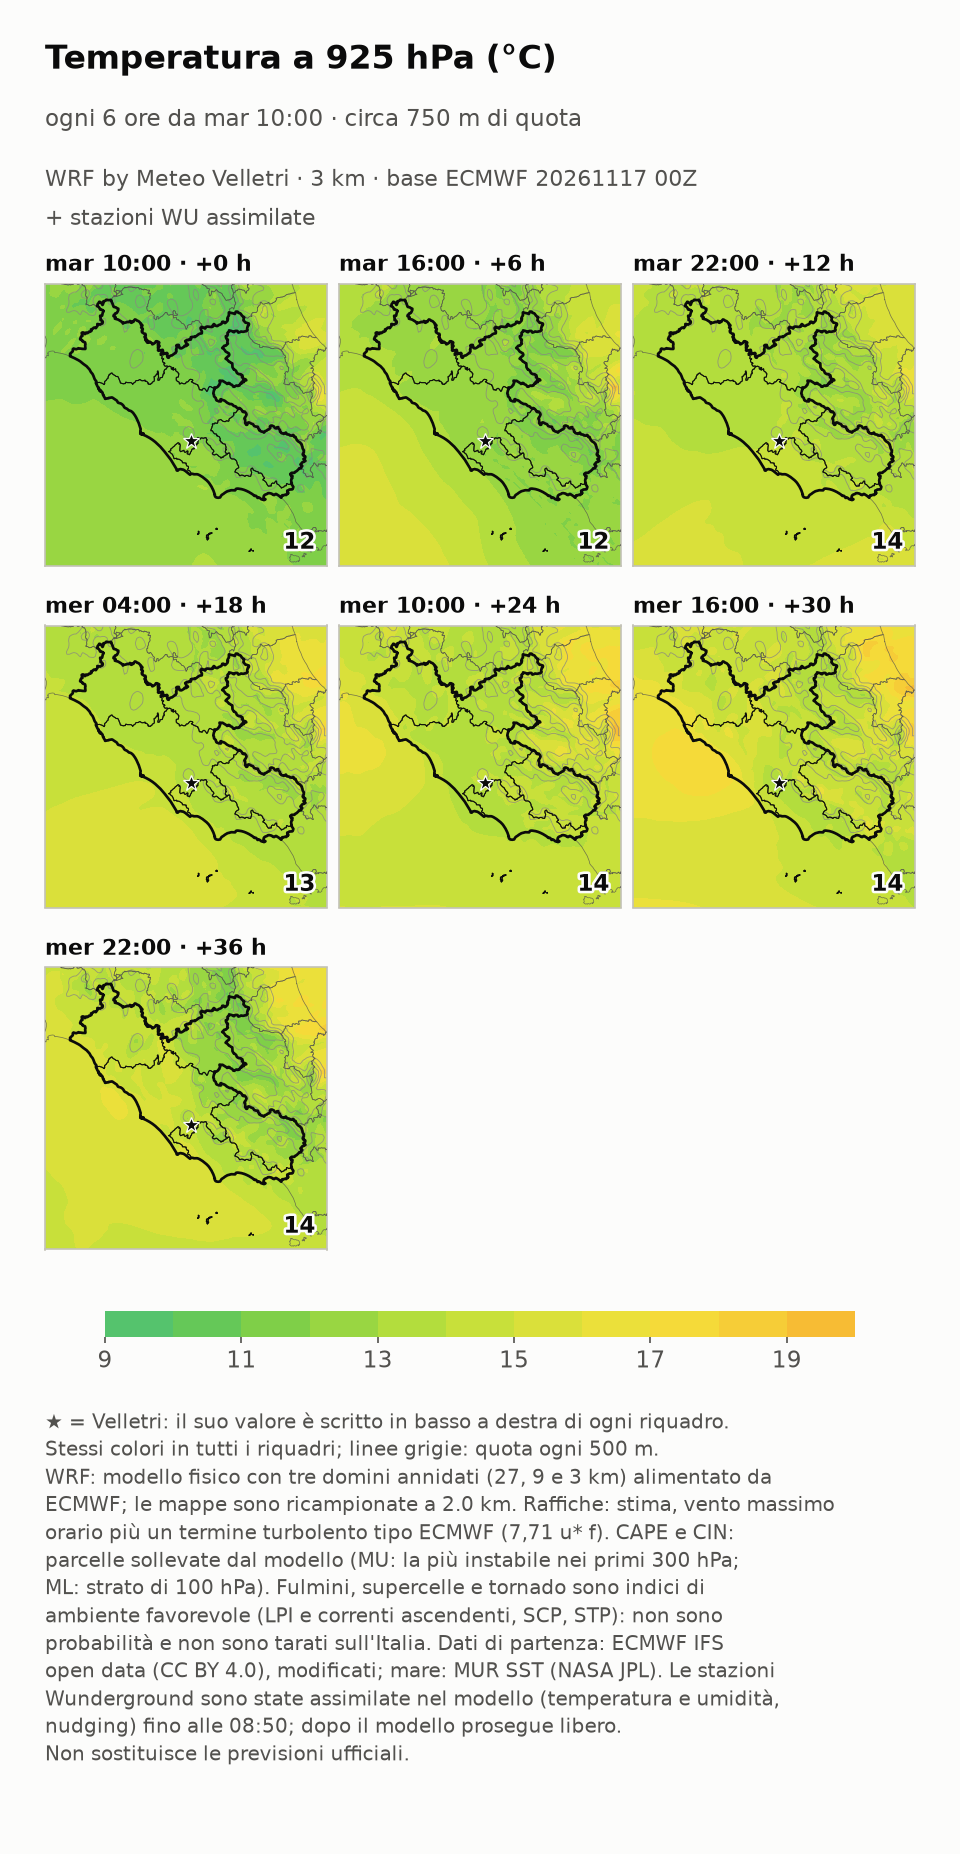 Temperatura a 925 hPa (°C)
ogni 6 ore da mar 10:00 · circa 750 m di quota
WRF by Meteo Velletri · 3 km · base ECMWF 20261117 00Z
+ stazioni WU assimilate
mar 10:00 · +0 h
mar 16:00 · +6 h
mar 22:00 · +12 h
12
12
14
mer 04:00 · +18 h
mer 10:00 · +24 h
mer 16:00 · +30 h
13
14
14
mer 22:00 · +36 h
14
9 11 13 15 17 19
★ = Velletri: il suo valore è scritto in basso a destra di ogni riquadro.
Stessi colori in tutti i riquadri; linee grigie: quota ogni 500 m.
WRF: modello fisico con tre domini annidati (27, 9 e 3 km) alimentato da
ECMWF; le mappe sono ricampionate a 2.0 km. Raffiche: stima, vento massimo
orario più un termine turbolento tipo ECMWF (7,71 u* f). CAPE e CIN:
parcelle sollevate dal modello (MU: la più instabile nei primi 300 hPa;
ML: strato di 100 hPa). Fulmini, supercelle e tornado sono indici di
ambiente favorevole (LPI e correnti ascendenti, SCP, STP): non sono
probabilità e non sono tarati sull'Italia. Dati di partenza: ECMWF IFS
open data (CC BY 4.0), modificati; mare: MUR SST (NASA JPL). Le stazioni
Wunderground sono state assimilate nel modello (temperatura e umidità,
nudging) fino alle 08:50; dopo il modello prosegue libero.
Non sostituisce le previsioni ufficiali.